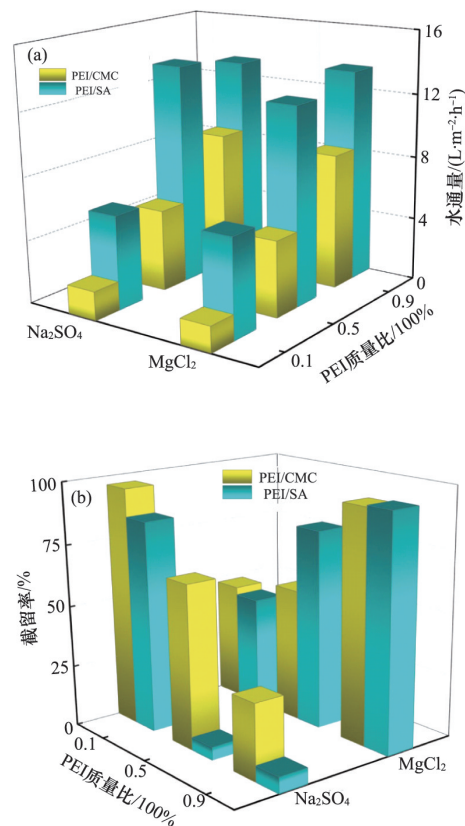 (a)
PEI/CMC
PEI/SA
16
12
8
4
0
水通量/(L·m⁻²·h⁻¹)
0.9
0.5
0.1
PEI质量比/100%
Na₂SO₄
MgCl₂
(b)
PEI/CMC
PEI/SA
100
75
50
25
0
截留率/%
0.1
0.5
0.9
PEI质量比/100%
Na₂SO₄
MgCl₂